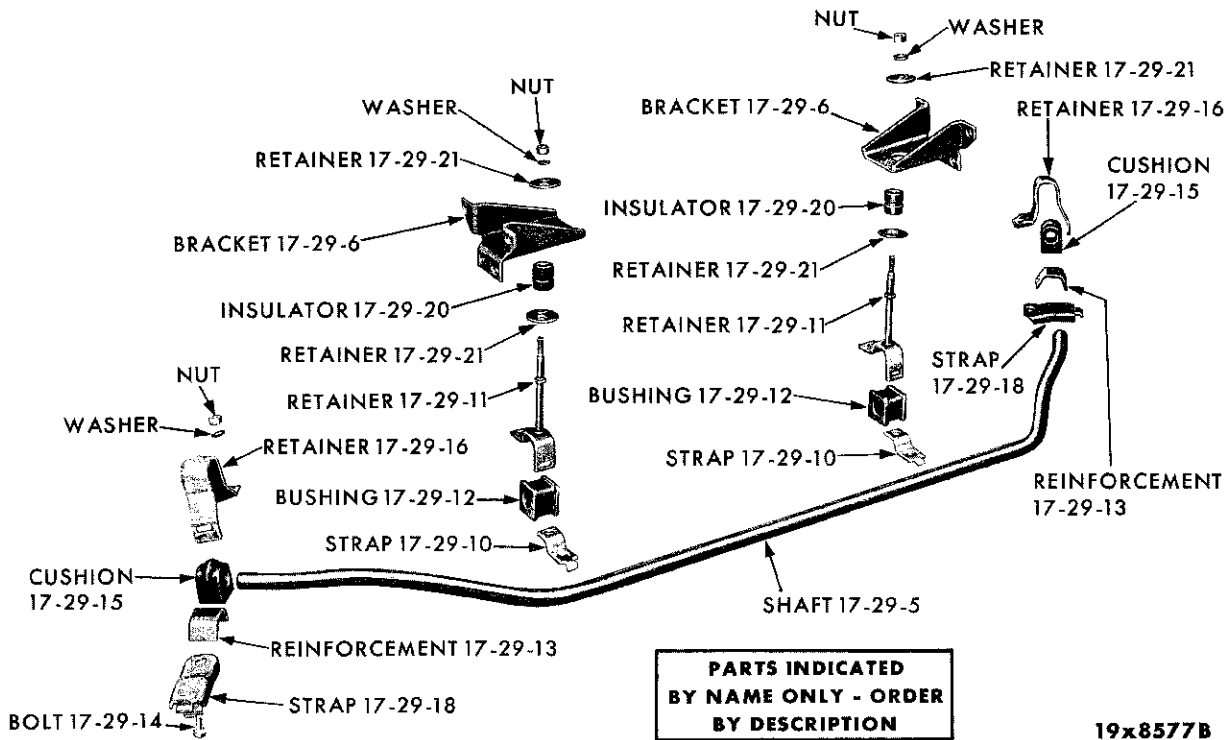 NUT
WASHER
RETAINER 17-29-21
BRACKET 17-29-6
RETAINER 17-29-16
CUSHION
17-29-15
INSULATOR 17-29-20
RETAINER 17-29-21
RETAINER 17-29-11
STRAP
17-29-18
BUSHING 17-29-12
STRAP 17-29-10
REINFORCEMENT
17-29-13
NUT
WASHER
RETAINER 17-29-21
BRACKET 17-29-6
INSULATOR 17-29-20
RETAINER 17-29-21
RETAINER 17-29-11
BUSHING 17-29-12
STRAP 17-29-10
NUT
WASHER
RETAINER 17-29-16
CUSHION
17-29-15
REINFORCEMENT 17-29-13
STRAP 17-29-18
BOLT 17-29-14
SHAFT 17-29-5
PARTS INDICATED
BY NAME ONLY - ORDER
BY DESCRIPTION
19x8577B